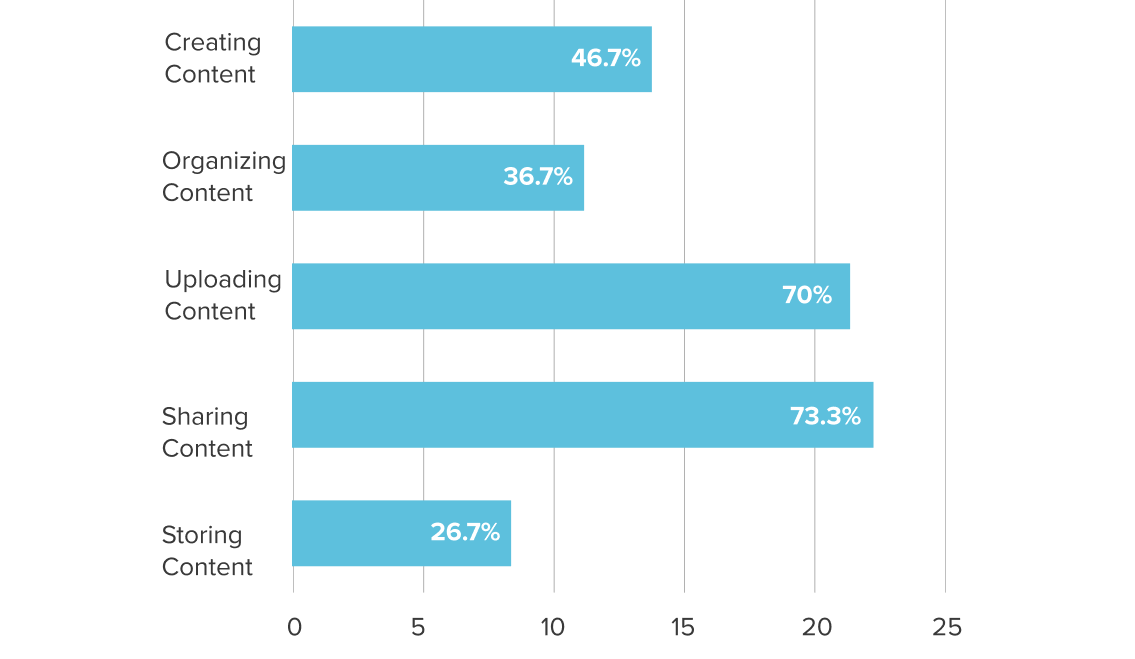 Creating
Content
46.7%
Organizing
Content
36.7%
Uploading
Content
70%
Sharing
Content
73.3%
Storing
Content
26.7%
0 5 10 15 20 25